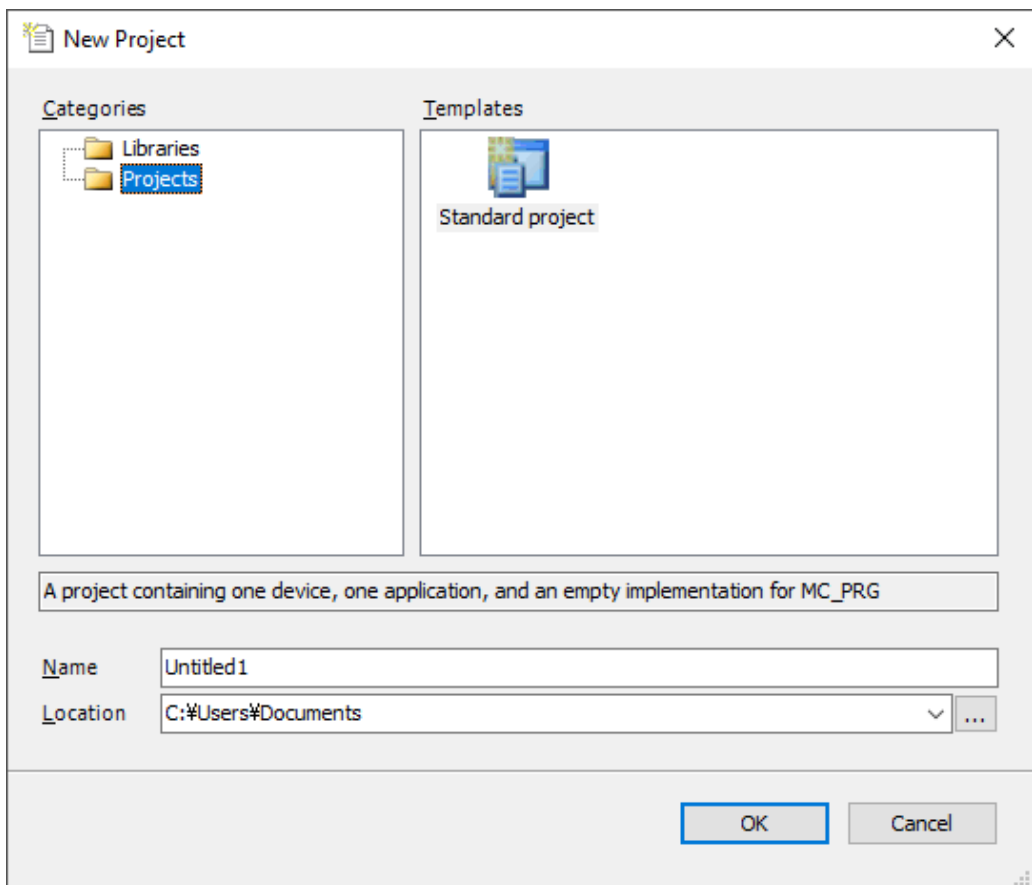 New Project
Categories
Templates
Libraries
Projects
Standard project
A project containing one device, one application, and an empty implementation for MC_PRG
Name
Untitled1
Location
C:¥Users¥Documents
...
OK
Cancel